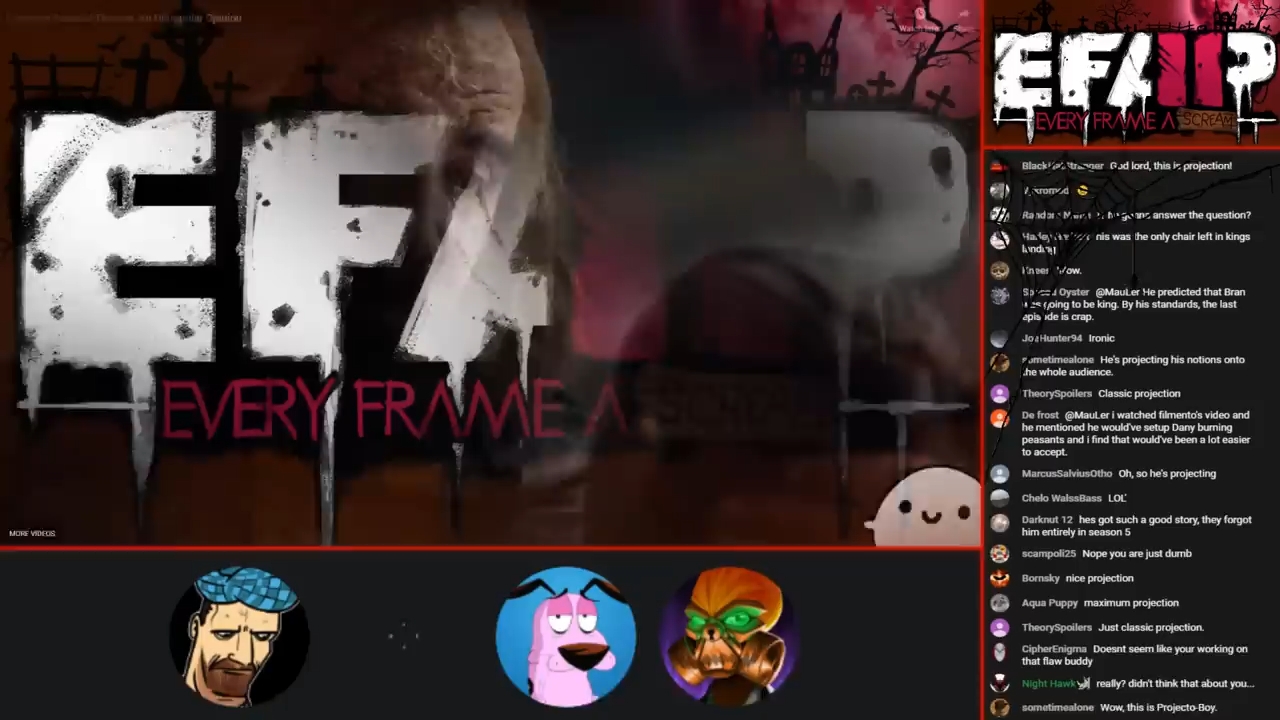 EFA P
EVERY FRAME A
MORE VIDEOS
EFAP
EVERY FRAME A SCREAM
God lord, this is projection!
answer the question?
was the only chair left in kings
Oyster @MauLer He predicted that Bran
was going to be king. By his standards, the last
episode is crap.
Ironic
sometimealone He's projecting his notions onto
the whole audience.
TheorySpoilers Classic projection
De frost @MauLer i watched filmento's video and
he mentioned he would've setup Dany burning
peasants and i find that would've been a lot easier
to accept.
MarcusSalviusOtho Oh, so he's projecting
Chelo WalssBass LOL
Darknut 12 hes got such a good story, they forgot
him entirely in season 5
scampoli25 Nope you are just dumb
Bornsky nice projection
Aqua Puppy maximum projection
TheorySpoilers Just classic projection.
CipherEnigma Doesnt seem like your working on
that flaw buddy
Night Hawk really? didn't think that about you...
sometimealone Wow, this is Projecto-Boy.